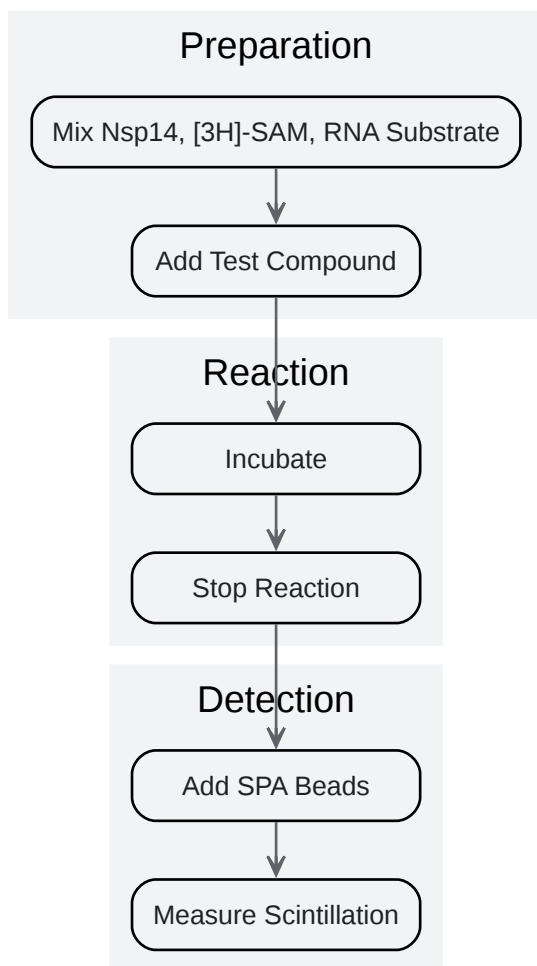 Preparation
Mix Nsp14, [3H]-SAM, RNA Substrate
Add Test Compound
Reaction
Incubate
Stop Reaction
Detection
Add SPA Beads
Measure Scintillation